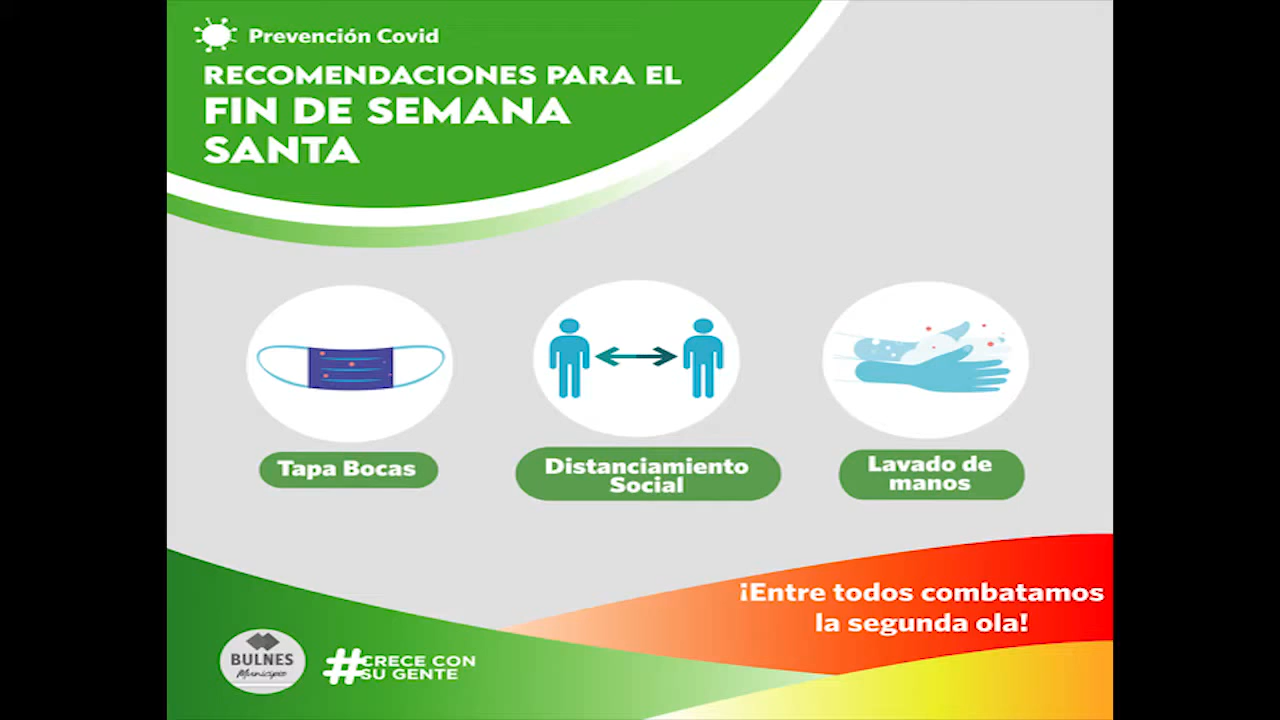 Prevención Covid
RECOMENDACIONES PARA EL
FIN DE SEMANA
SANTA
Tapa Bocas
Distanciamiento
Social
Lavado de
manos
¡Entre todos combatamos
la segunda ola!
BULNES
Municipio
#CRECE CON
SU GENTE